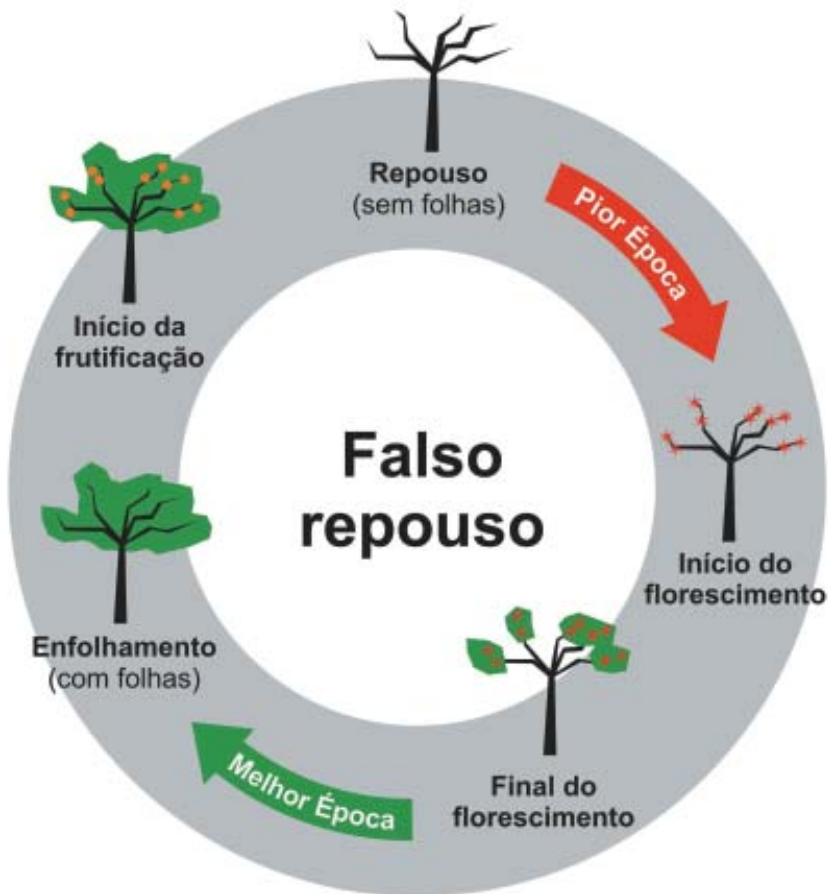 Repouso
(sem folhas)
Pior Época
Início do
florescimento
Final do
florescimento
Melhor Época
Enfolhamento
(com folhas)
Início da
frutificação
Falso
repouso